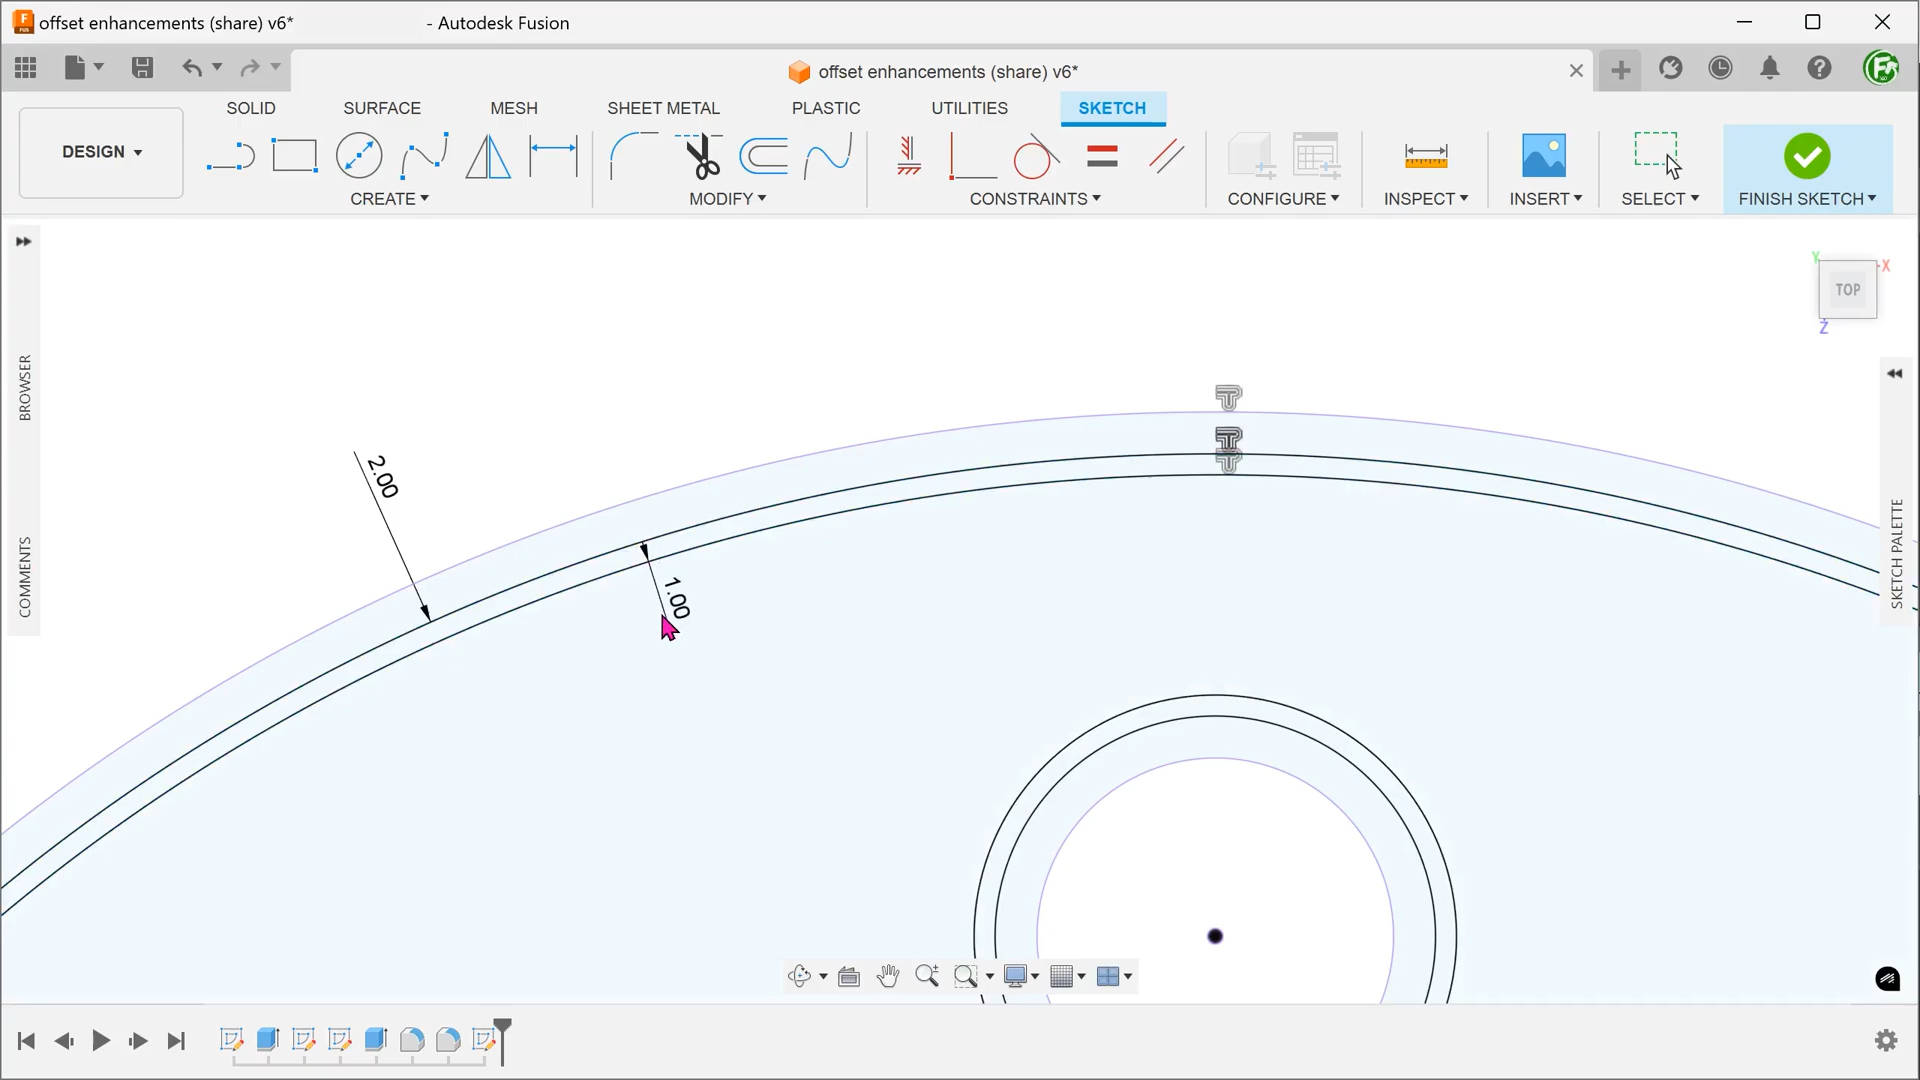 offset enhancements (share) v6* - Autodesk Fusion
offset enhancements (share) v6*
SOLID SURFACE MESH SHEET METAL PLASTIC UTILITIES SKETCH
DESIGN
CREATE MODIFY CONSTRAINTS CONFIGURE INSPECT INSERT SELECT FINISH SKETCH
BROWSER
COMMENTS
Y
X
TOP
Z
SKETCH PALETTE
2.00
1.00